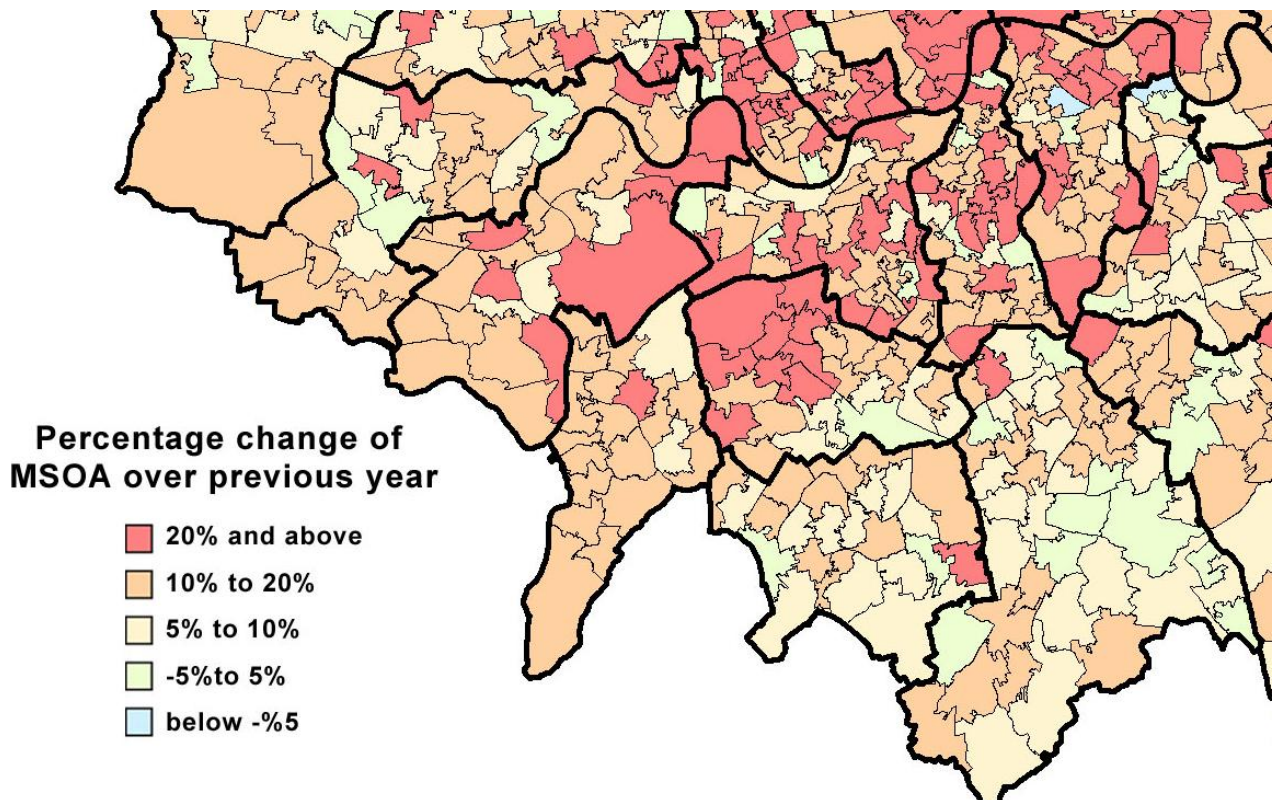 Percentage change of
MSOA over previous year
20% and above
10% to 20%
5% to 10%
-5%to 5%
below -%5